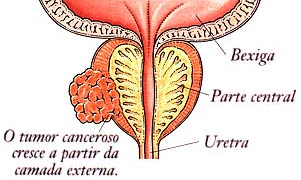 Bexiga
Parte central
Uretra
O tumor canceroso
cresce a partir da
camada externa.